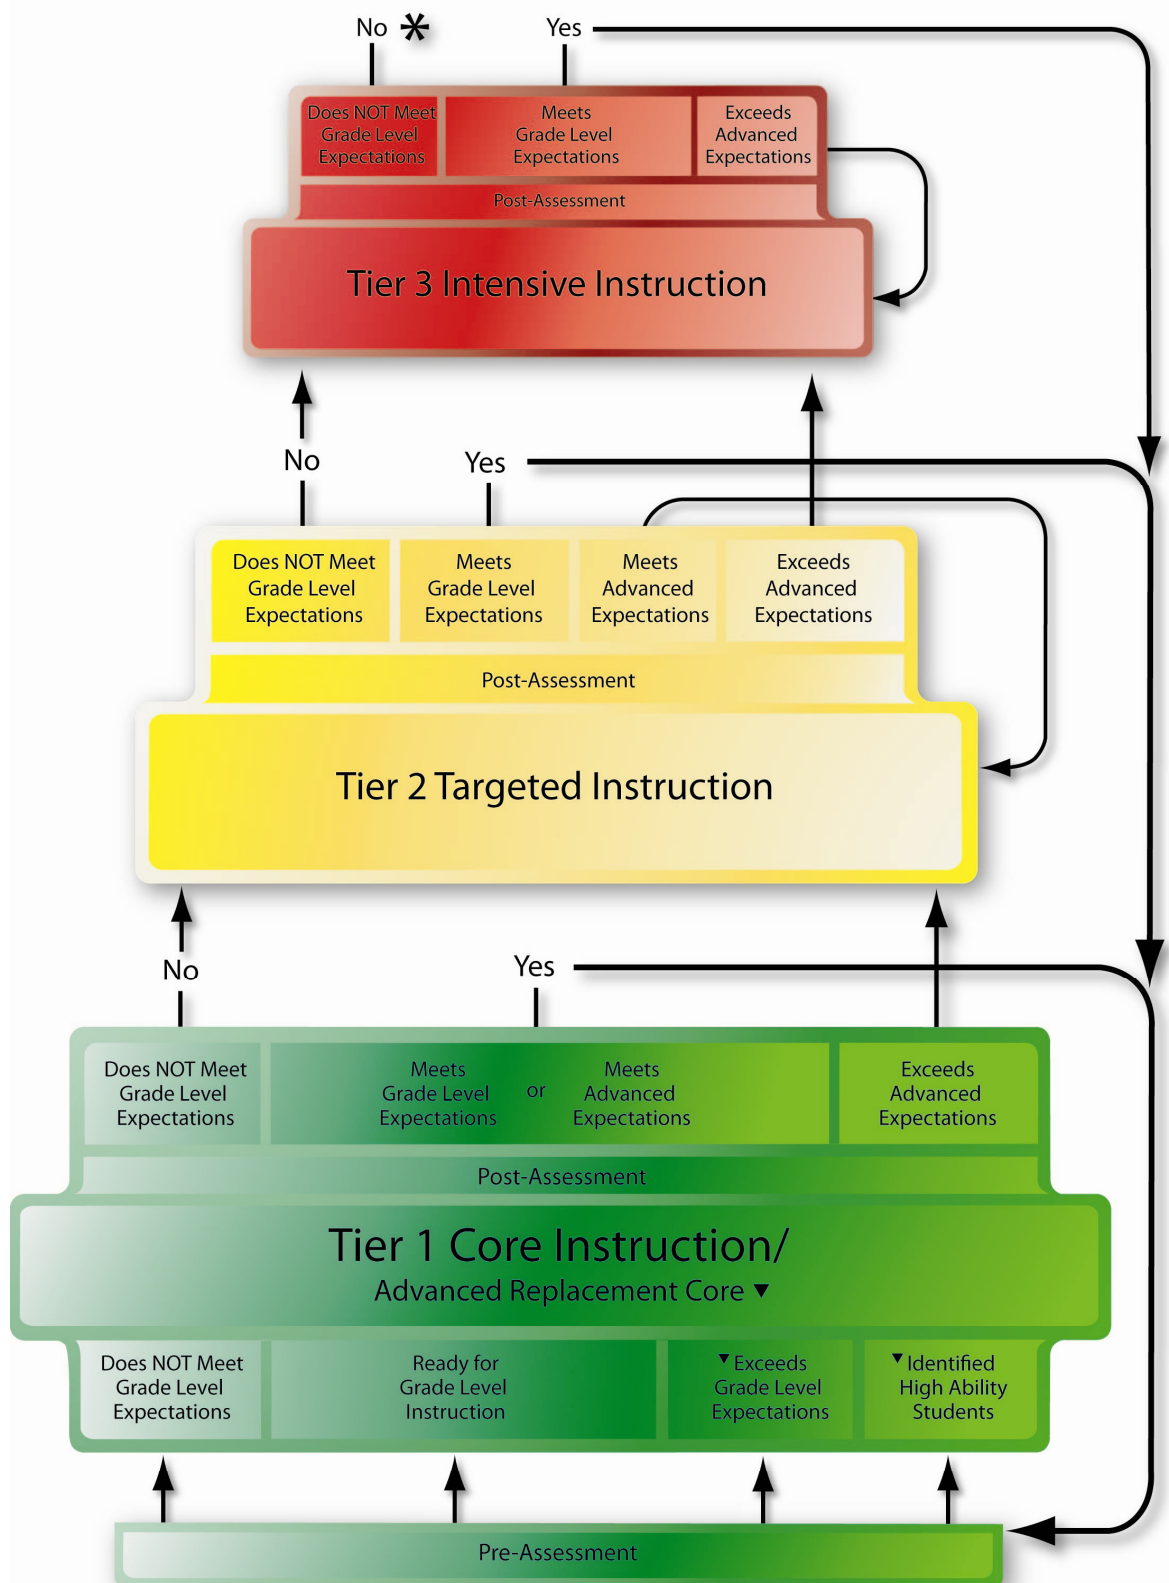 No * Yes
Does NOT Meet
Grade Level
Expectations
Meets
Grade Level
Expectations
Exceeds
Advanced
Expectations
Post-Assessment
Tier 3 Intensive Instruction
No
Yes
Does NOT Meet
Grade Level
Expectations
Meets
Grade Level
Expectations
Meets
Advanced
Expectations
Exceeds
Advanced
Expectations
Post-Assessment
Tier 2 Targeted Instruction
No
Yes
Does NOT Meet
Grade Level
Expectations
Meets
Grade Level
Expectations
or
Meets
Advanced
Expectations
Exceeds
Advanced
Expectations
Post-Assessment
Tier 1 Core Instruction/
Advanced Replacement Core ▼
Does NOT Meet
Grade Level
Expectations
Ready for
Grade Level
Instruction
▼ Exceeds
Grade Level
Expectations
▼ Identified
High Ability
Students
Pre-Assessment